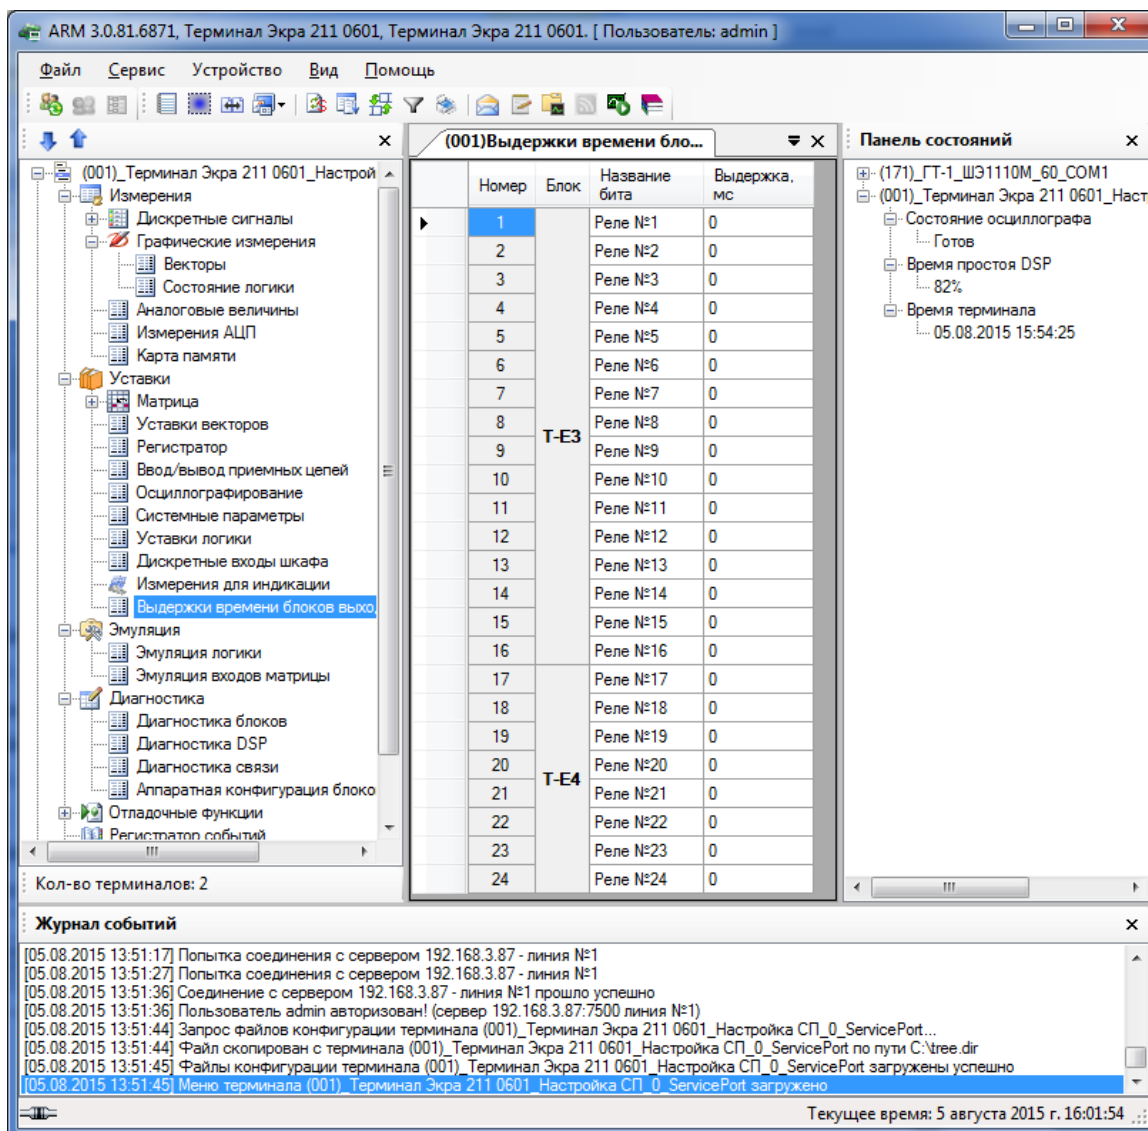 ARM 3.0.81.6871, Терминал Экра 211 0601, Терминал Экра 211 0601. [ Пользователь: admin ]
Файл Сервис Устройство Вид Помощь
(001)_Терминал Экра 211 0601_Настрой
Измерения
Дискретные сигналы
Графические измерения
Векторы
Состояние логики
Аналоговые величины
Измерения АЦП
Карта памяти
Уставки
Матрица
Уставки векторов
Регистратор
Ввод/вывод приемных цепей
Осциллографирование
Системные параметры
Уставки логики
Дискретные входы шкафа
Измерения для индикации
Выдержки времени блоков выхо
Эмуляция
Эмуляция логики
Эмуляция входов матрицы
Диагностика
Диагностика блоков
Диагностика DSP
Диагностика связи
Аппаратная конфигурация блоко
Отладочные функции
Регистратор событий
Кол-во терминалов: 2
(001)Выдержки времени бло...
Номер Блок Название бита Выдержка, мс
1 Реле №1 0
2 Реле №2 0
3 Реле №3 0
4 Реле №4 0
5 Реле №5 0
6 Реле №6 0
7 Реле №7 0
8 Реле №8 0
T-E3
9 Реле №9 0
10 Реле №10 0
11 Реле №11 0
12 Реле №12 0
13 Реле №13 0
14 Реле №14 0
15 Реле №15 0
16 Реле №16 0
17 Реле №17 0
18 Реле №18 0
19 Реле №19 0
20 Реле №20 0
T-E4
21 Реле №21 0
22 Реле №22 0
23 Реле №23 0
24 Реле №24 0
Панель состояний
(171)_ГТ-1_ШЭ1110М_60_COM1
(001)_Терминал Экра 211 0601_Наст
Состояние осциллографа
Готов
Время простоя DSP
82%
Время терминала
05.08.2015 15:54:25
Журнал событий
[05.08.2015 13:51:17] Попытка соединения с сервером 192.168.3.87 - линия №1
[05.08.2015 13:51:27] Попытка соединения с сервером 192.168.3.87 - линия №1
[05.08.2015 13:51:36] Соединение с сервером 192.168.3.87 - линия №1 прошло успешно
[05.08.2015 13:51:36] Пользователь admin авторизован! (сервер 192.168.3.87:7500 линия №1)
[05.08.2015 13:51:44] Запрос файлов конфигурации терминала (001)_Терминал Экра 211 0601_Настройка СП_0_ServicePort...
[05.08.2015 13:51:44] Файл скопирован с терминала (001)_Терминал Экра 211 0601_Настройка СП_0_ServicePort по пути C:\tree.dir
[05.08.2015 13:51:45] Файлы конфигурации терминала (001)_Терминал Экра 211 0601_Настройка СП_0_ServicePort загружены успешно
[05.08.2015 13:51:45] Меню терминала (001)_Терминал Экра 211 0601_Настройка СП_0_ServicePort загружено
Текущее время: 5 августа 2015 г. 16:01:54